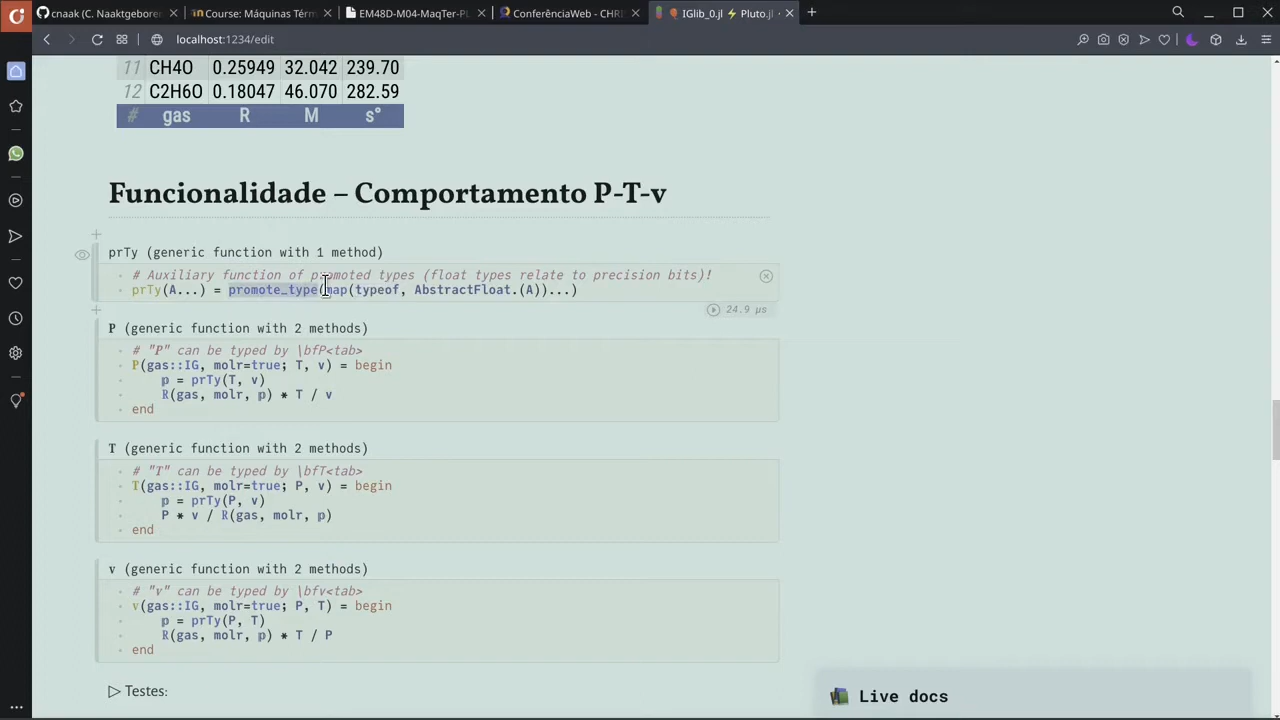 cnaak (C. Naaktgeboren
Course: Máquinas Térm
EM48D-M04-MaqTer-PL
ConferênciaWeb - CHRI
IGlib_0.jl ⚡ Pluto.jl
localhost:1234/edit
11 CH4O 0.25949 32.042 239.70
12 C2H6O 0.18047 46.070 282.59
# gas R M s°
Funcionalidade – Comportamento P-T-v
prTy (generic function with 1 method)
# Auxiliary function of promoted types (float types relate to precision bits)!
prTy(A...) = promote_type(map(typeof, AbstractFloat.(A))...)
24.9 μs
𝐏 (generic function with 2 methods)
# "𝐏" can be typed by \bfP<tab>
𝐏(gas::IG, molr=true; T, v) = begin
𝕡 = prTy(T, v)
ℝ(gas, molr, 𝕡) * T / v
end
𝐓 (generic function with 2 methods)
# "𝐓" can be typed by \bfT<tab>
𝐓(gas::IG, molr=true; P, v) = begin
𝕡 = prTy(P, v)
P * v / ℝ(gas, molr, 𝕡)
end
𝐯 (generic function with 2 methods)
# "𝐯" can be typed by \bfv<tab>
𝐯(gas::IG, molr=true; P, T) = begin
𝕡 = prTy(P, T)
ℝ(gas, molr, 𝕡) * T / P
end
▷ Testes:
Live docs